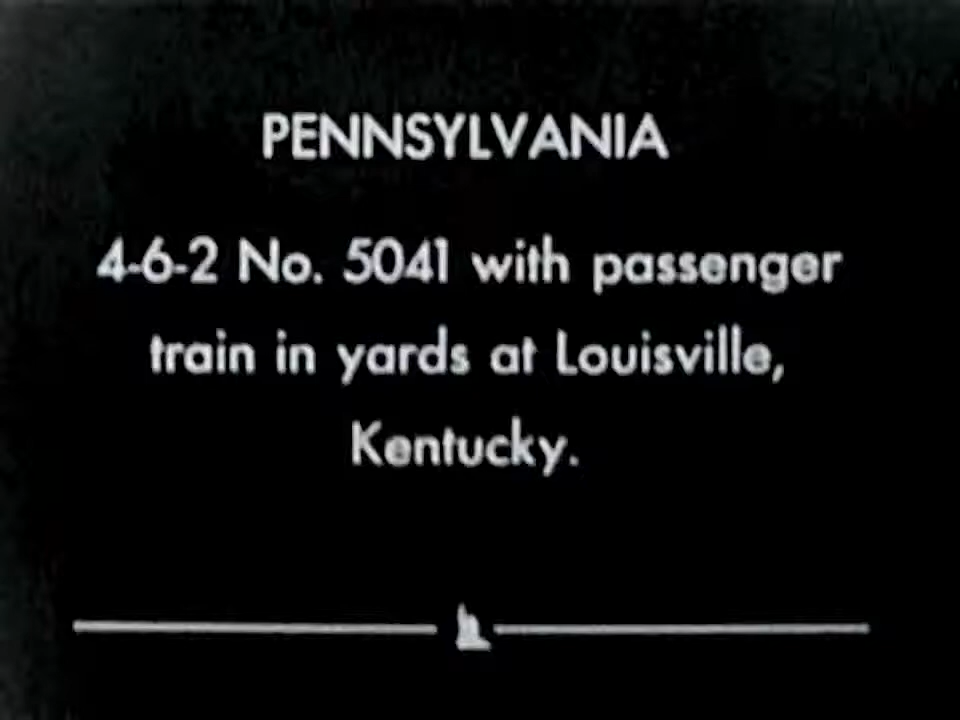 PENNSYLVANIA
4-6-2 No. 5041 with passenger
train in yards at Louisville,
Kentucky.